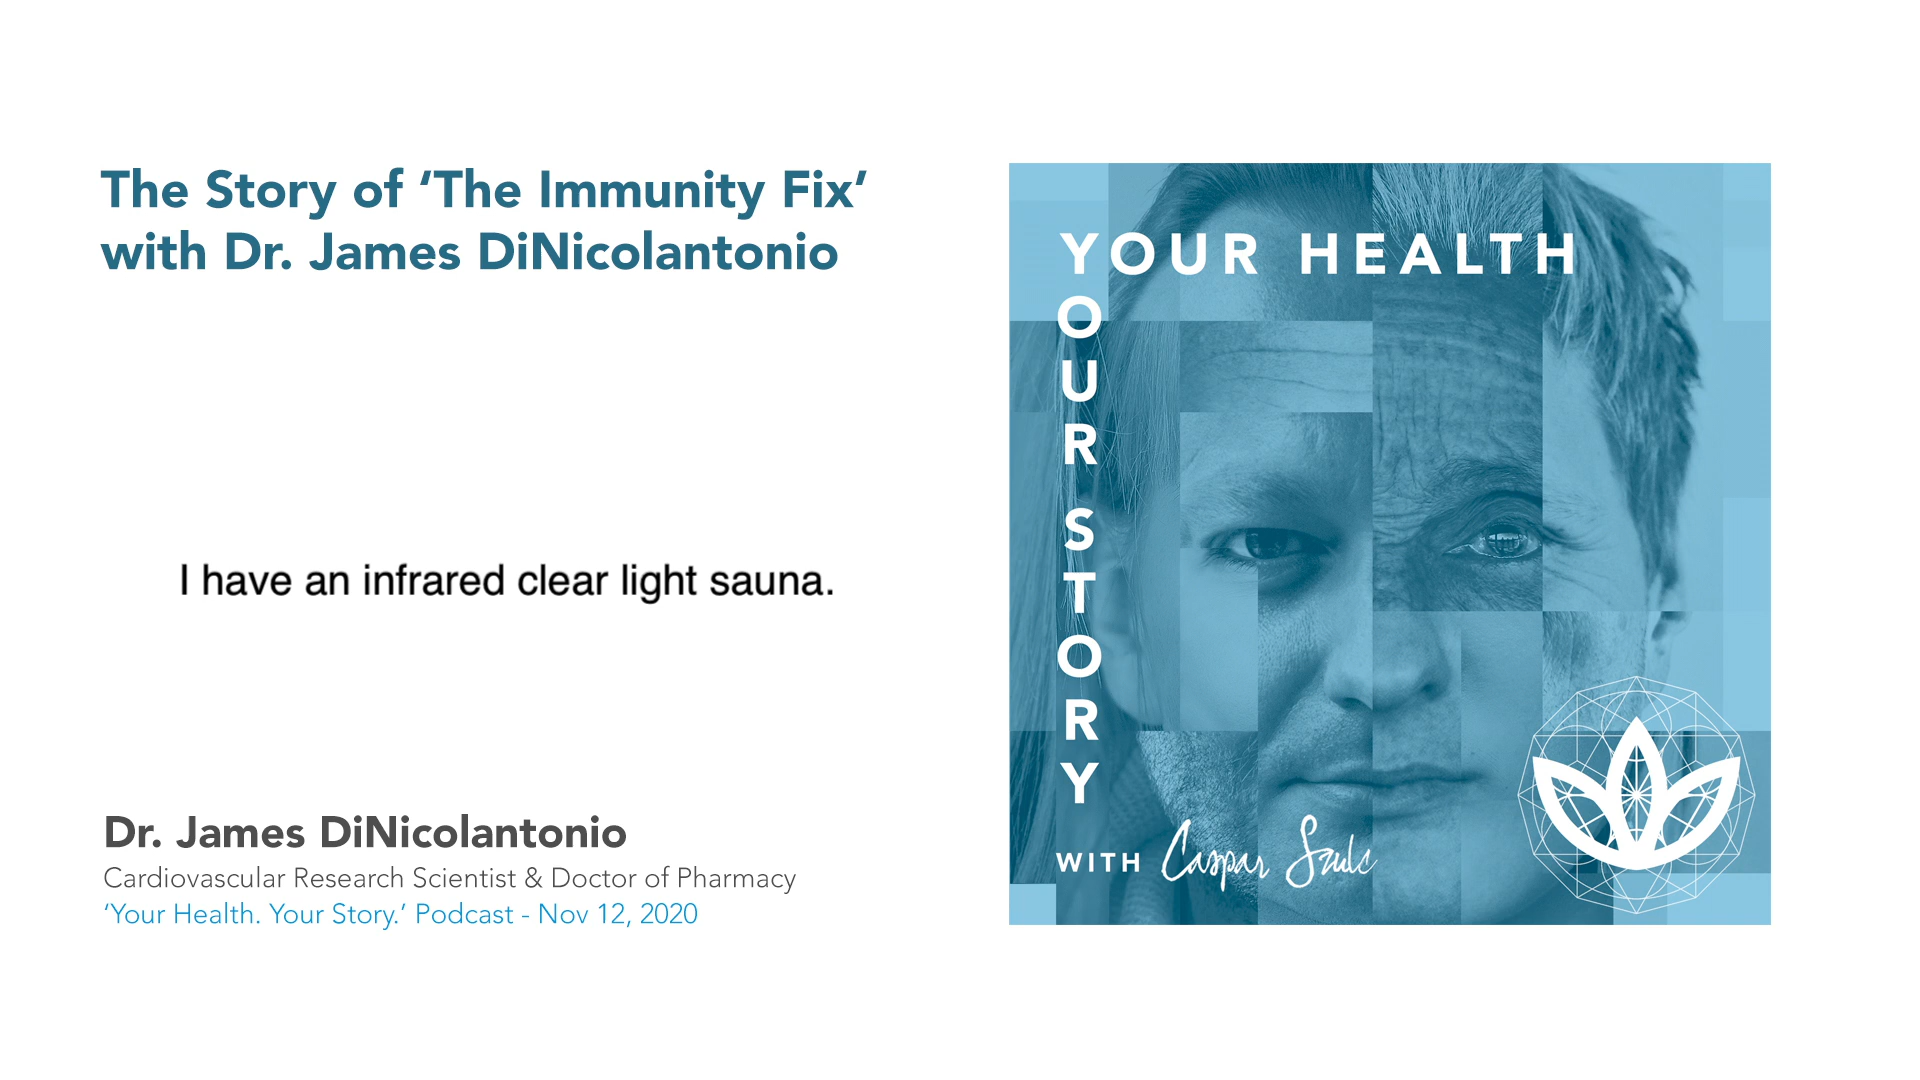 The Story of ‘The Immunity Fix’
with Dr. James DiNicolantonio
I have an infrared clear light sauna.
Dr. James DiNicolantonio
Cardiovascular Research Scientist & Doctor of Pharmacy
‘Your Health. Your Story.’ Podcast - Nov 12, 2020
YOUR HEALTH
YOUR STORY
WITH Caspar Szulc